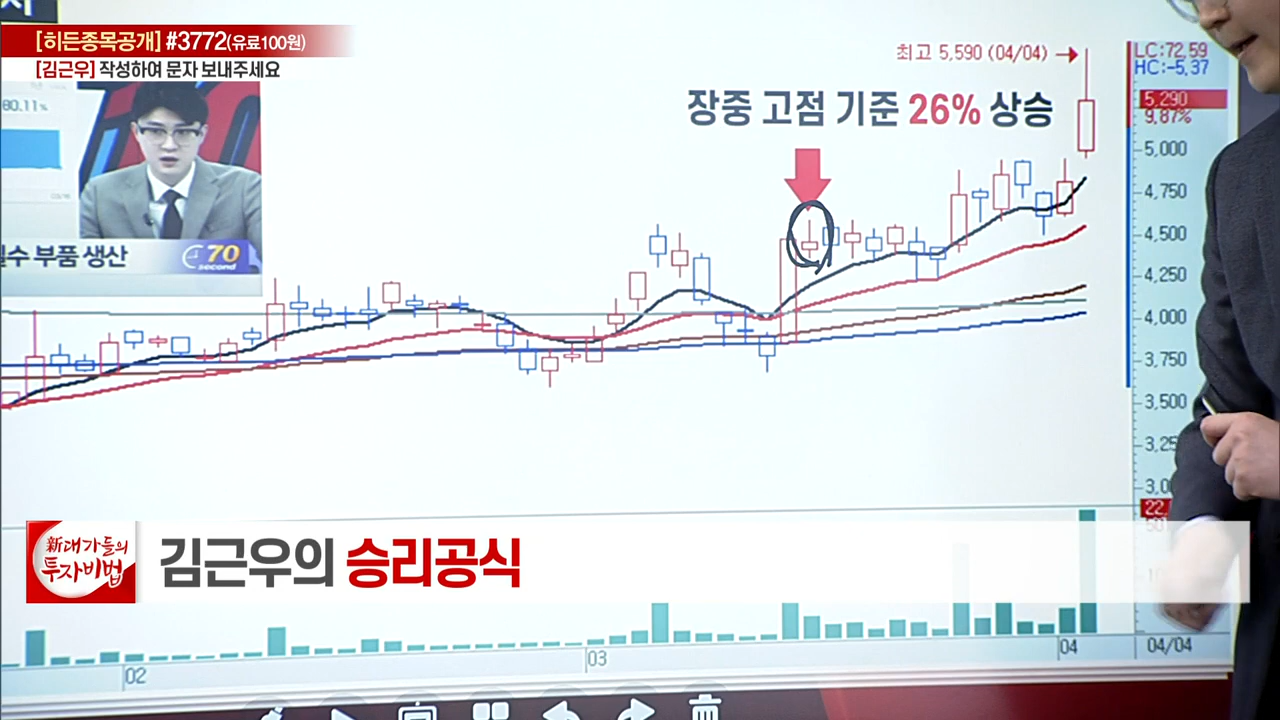 [히든종목공개] #3772(유료100원)
[김근우] 작성하여 문자 보내주세요
80.11%
필수 부품 생산
70
second
최고 5,590 (04/04)
장중 고점 기준 26% 상승
LC:72,59
HC:-5,37
5,290
9,87%
5,000
4,750
4,500
4,250
4,000
3,750
3,500
3,25
3,0
22,
新대가들의
투자비법
김근우의 승리공식
02
03
04
04/04